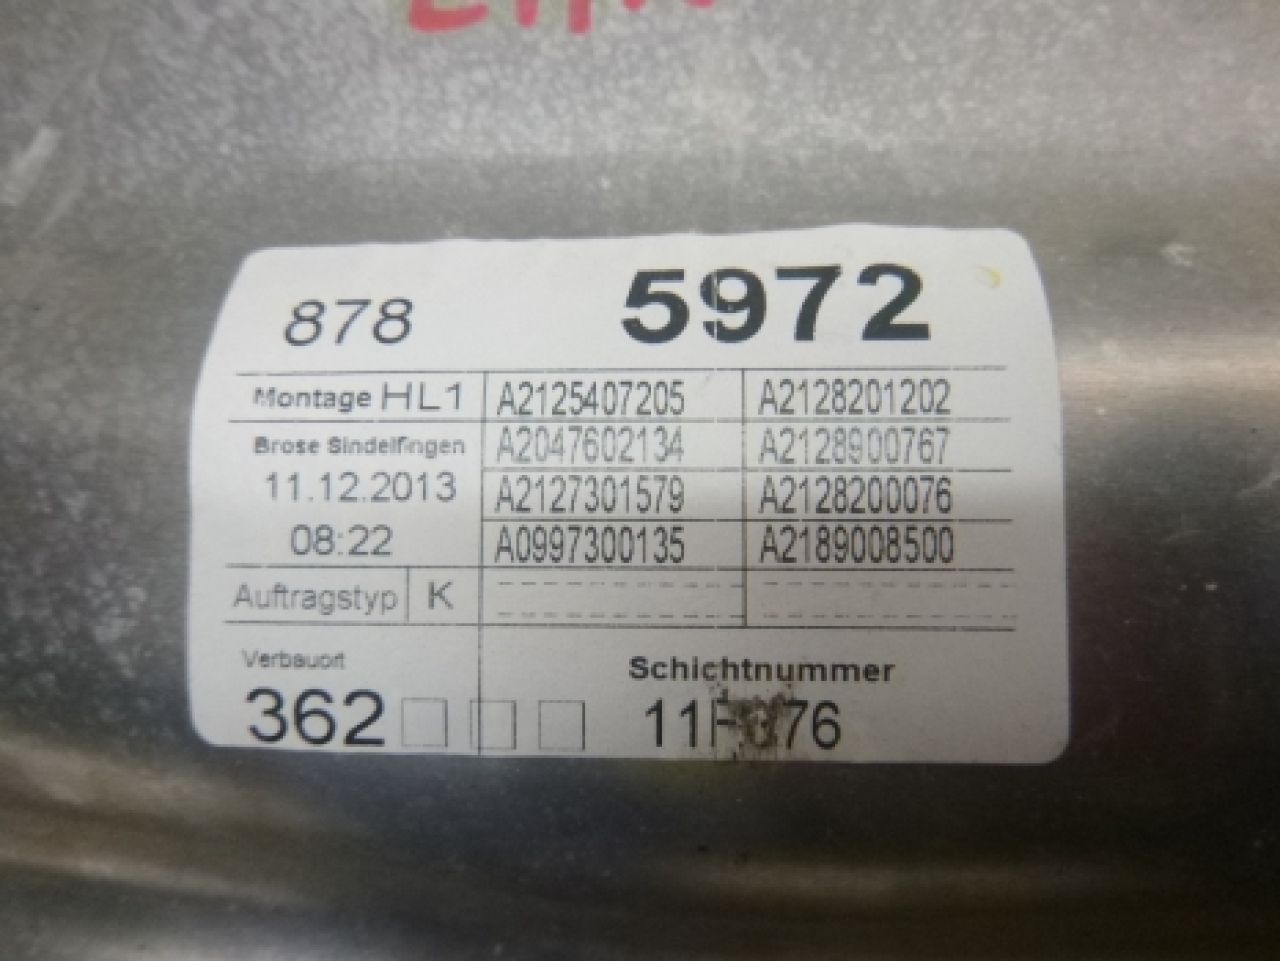 878 5972
Montage HL1 A2125407205 A2128201202
Brose Sindelfingen A2047602134 A2128900767
11.12.2013 A2127301579 A2128200076
08:22 A0997300135 A2189008500
Auftragstyp K
Verbauort Schichtnummer
362